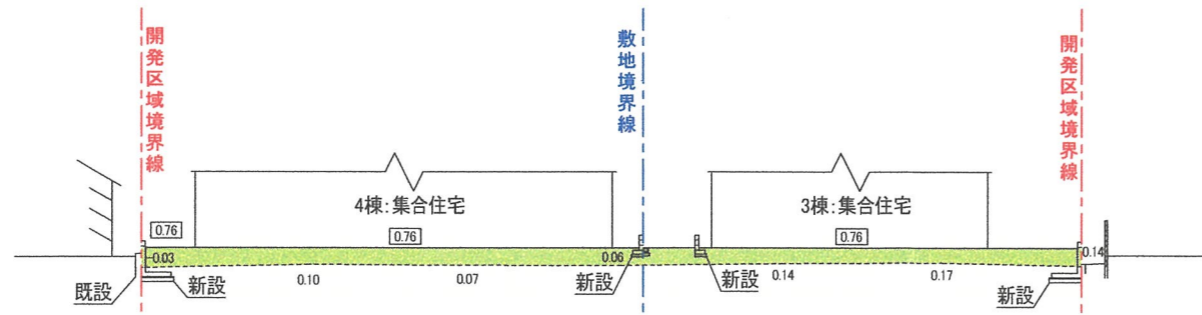 開発区域境界線
敷地境界線
開発区域境界線
4棟:集合住宅
3棟:集合住宅
0.76
0.76
0.76
0.03
0.06
0.14
0.10
0.07
0.14
0.17
既設
新設
新設
新設
新設